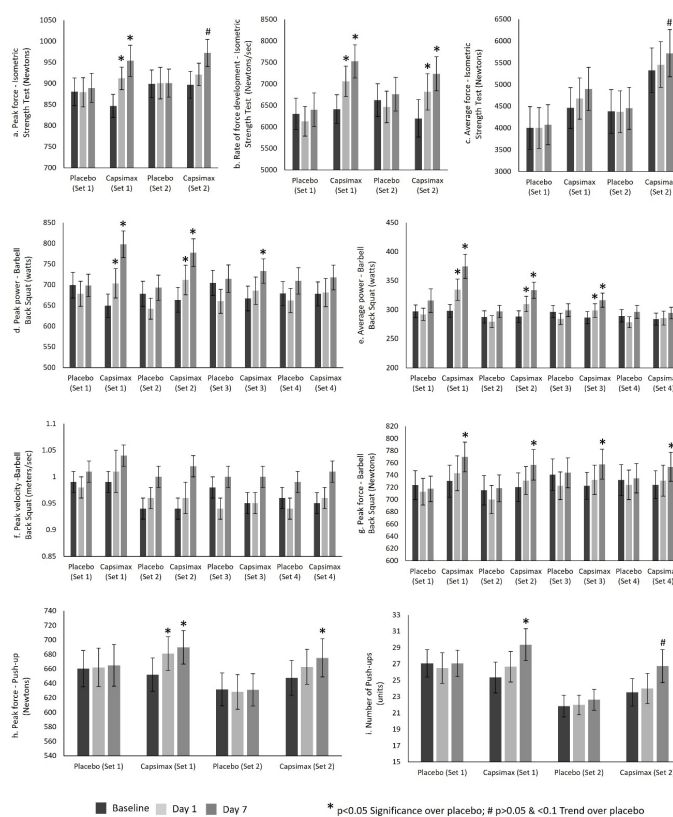 a. Peak force - Isometric
Strength Test (Newtons)
1050
1000
950
900
850
800
750
700
*
*
#
Placebo
(Set 1)
Capsimax
(Set 1)
Placebo
(Set 2)
Capsimax
(Set 2)
b. Rate of force development - Isometric
Strength Test (Newtons/sec)
8000
7500
7000
6500
6000
5500
5000
*
*
*
*
Placebo
(Set 1)
Capsimax
(Set 1)
Placebo
(Set 2)
Capsimax
(Set 2)
c. Average force - Isometric
Strength Test (Newtons)
7000
6000
5000
4000
3000
#
Placebo
(Set 1)
Capsimax
(Set 1)
Placebo
(Set 2)
Capsimax
(Set 2)
d. Peak power - Barbell
Back Squat (watts)
850
800
750
700
650
600
550
500
*
*
*
*
*
Placebo
(Set 1)
Capsimax
(Set 1)
Placebo
(Set 2)
Capsimax
(Set 2)
Placebo
(Set 3)
Capsimax
(Set 3)
Placebo
(Set 4)
Capsimax
(Set 4)
e. Average power - Barbell
Back Squat (watts)
450
400
350
300
250
200
*
*
*
*
*
*
Placebo
(Set 1)
Capsimax
(Set 1)
Placebo
(Set 2)
Capsimax
(Set 2)
Placebo
(Set 3)
Capsimax
(Set 3)
Placebo
(Set 4)
Capsima
(Set 4
f. Peak velocity -Barbell
Back Squat (meters/sec)
1.1
1.05
1
0.95
0.9
0.85
Placebo
(Set 1)
Capsimax
(Set 1)
Placebo
(Set 2)
Capsimax
(Set 2)
Placebo
(Set 3)
Capsimax
(Set 3)
Placebo
(Set 4)
Capsimax
(Set 4)
g. Peak force - Barbell
Back Squat (Newtons)
820
800
780
760
740
720
700
680
660
640
620
600
*
*
*
*
Placebo
(Set 1)
Capsimax
(Set 1)
Placebo
(Set 2)
Capsimax
(Set 2)
Placebo
(Set 3)
Capsimax
(Set 3)
Placebo
(Set 4)
Capsima
(Set 4
h. Peak force - Push-up
(Newtons)
740
720
700
680
660
640
620
600
580
560
540
*
*
*
Placebo (Set 1)
Capsimax (Set 1)
Placebo (Set 2)
Capsimax (Set 2)
i. Number of Push-ups
(units)
33
31
29
27
25
23
21
19
17
15
*
#
Placebo (Set 1)
Capsimax (Set 1)
Placebo (Set 2)
Capsimax (Set 2
Baseline Day 1 Day 7
* p<0.05 Significance over placebo; # p>0.05 & <0.1 Trend over placebo